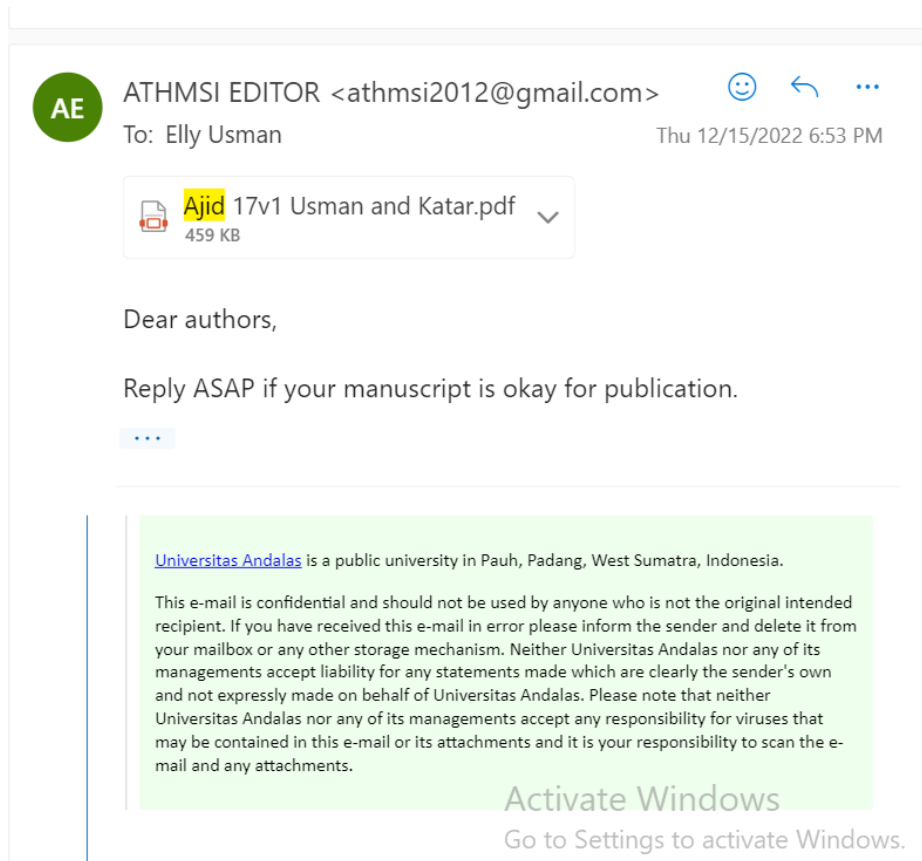 AE
ATHMSI EDITOR <athmsi2012@gmail.com>
To: Elly Usman
Thu 12/15/2022 6:53 PM
Ajid 17v1 Usman and Katar.pdf
459 KB
Dear authors,
Reply ASAP if your manuscript is okay for publication.
Universitas Andalas is a public university in Pauh, Padang, West Sumatra, Indonesia.
This e-mail is confidential and should not be used by anyone who is not the original intended
recipient. If you have received this e-mail in error please inform the sender and delete it from
your mailbox or any other storage mechanism. Neither Universitas Andalas nor any of its
managements accept liability for any statements made which are clearly the sender's own
and not expressly made on behalf of Universitas Andalas. Please note that neither
Universitas Andalas nor any of its managements accept any responsibility for viruses that
may be contained in this e-mail or its attachments and it is your responsibility to scan the e-
mail and any attachments.
Activate Windows
Go to Settings to activate Windows.